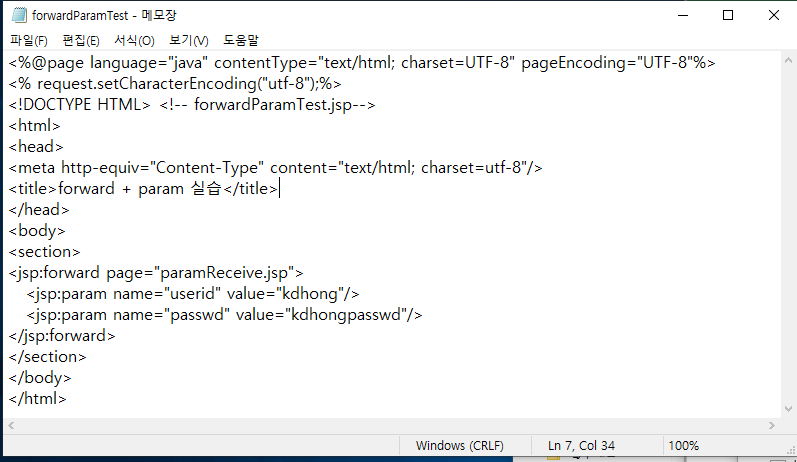 forwardParamTest - 메모장
파일(F) 편집(E) 서식(O) 보기(V) 도움말
<%@page language="java" contentType="text/html; charset=UTF-8" pageEncoding="UTF-8"%>
<% request.setCharacterEncoding("utf-8");%>
<!DOCTYPE HTML> <!-- forwardParamTest.jsp-->
<html>
<head>
<meta http-equiv="Content-Type" content="text/html; charset=utf-8"/>
<title>forward + param 실습</title>
</head>
<body>
<section>
<jsp:forward page="paramReceive.jsp">
<jsp:param name="userid" value="kdhong"/>
<jsp:param name="passwd" value="kdhongpasswd"/>
</jsp:forward>
</section>
</body>
</html>
Windows (CRLF) Ln 7, Col 34 100%